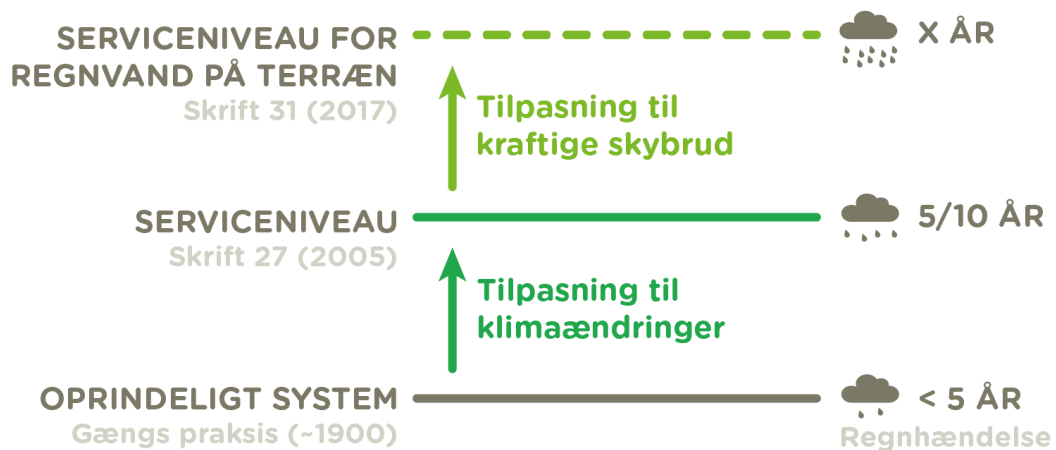 SERVICENIVEAU FOR
REGNVAND PÅ TERRÆN
Skrift 31 (2017)
X ÅR
Tilpasning til
kraftige skybrud
SERVICENIVEAU
Skrift 27 (2005)
5/10 ÅR
Tilpasning til
klimaændringer
OPRINDELIGT SYSTEM
Gængs praksis (~1900)
< 5 ÅR
Regnhændelse